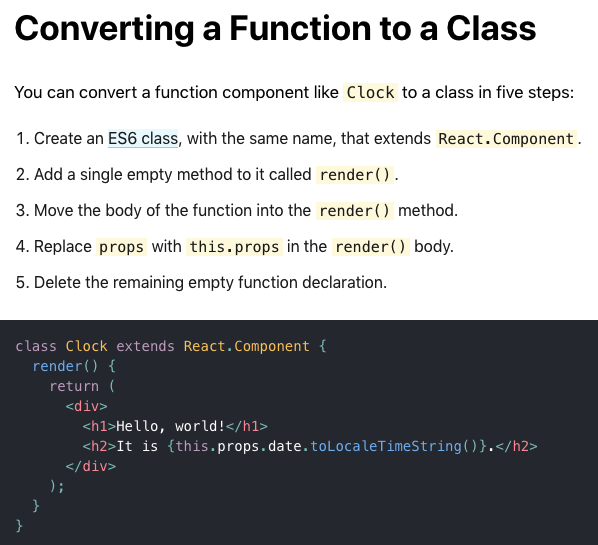 Converting a Function to a Class
You can convert a function component like Clock to a class in five steps:
1. Create an ES6 class, with the same name, that extends React.Component.
2. Add a single empty method to it called render().
3. Move the body of the function into the render() method.
4. Replace props with this.props in the render() body.
5. Delete the remaining empty function declaration.
class Clock extends React.Component {
  render() {
    return (
      <div>
        <h1>Hello, world!</h1>
        <h2>It is {this.props.date.toLocaleTimeString()}.</h2>
      </div>
    );
  }
}